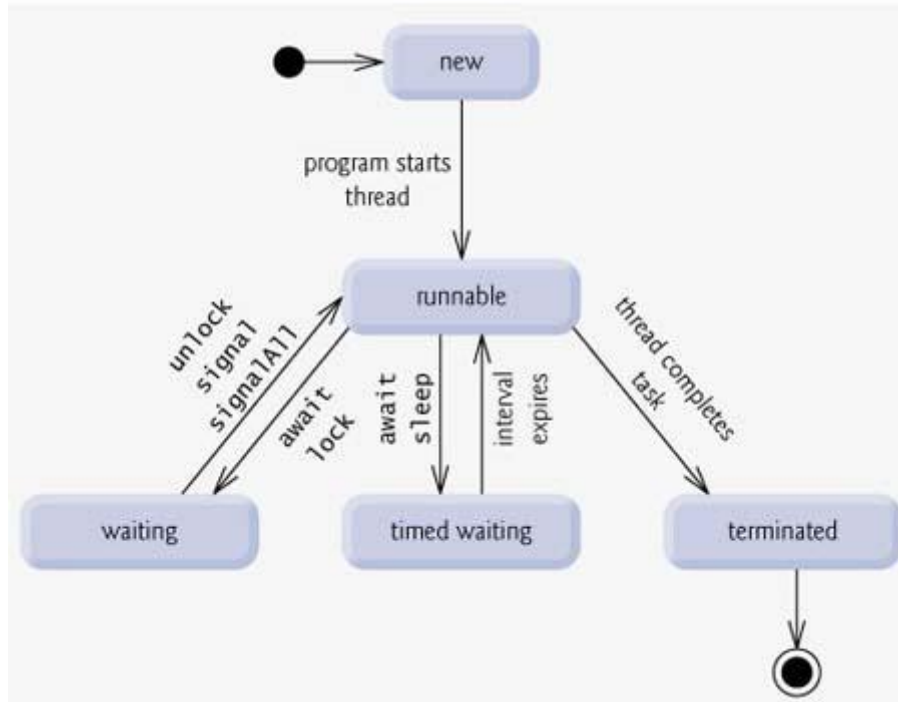 new
program starts
thread
runnable
unlock
signal
signalAll
await
lock
await
sleep
interval
expires
thread completes
task
waiting
timed waiting
terminated